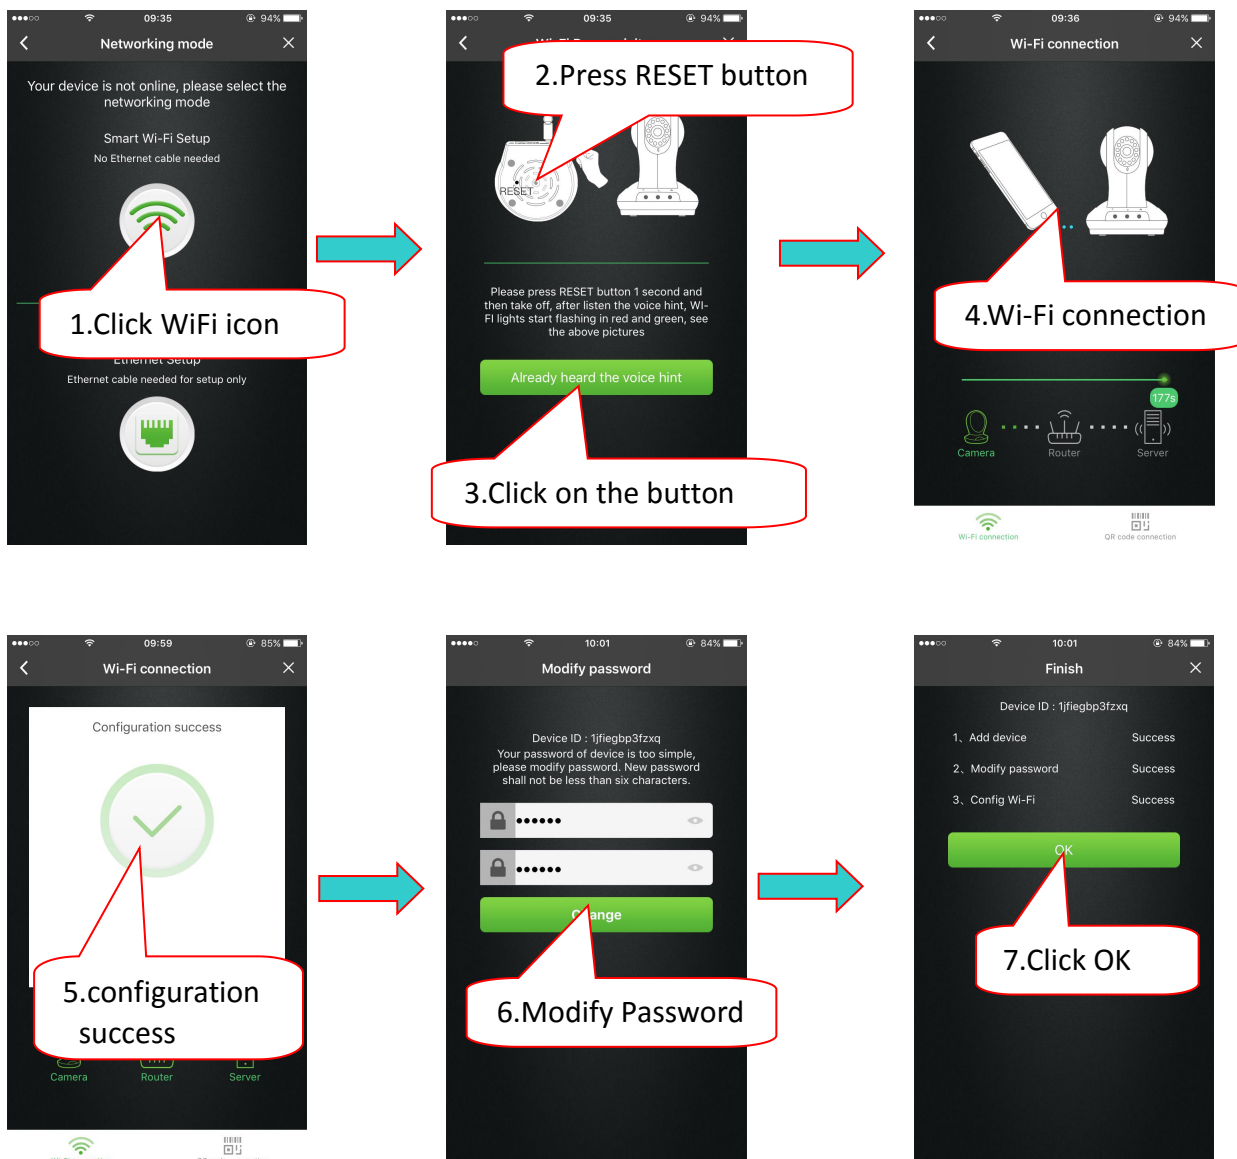 09:35
94%
Networking mode
Your device is not online, please select the
networking mode
Smart Wi-Fi Setup
No Ethernet cable needed
1.Click WiFi icon
Ethernet Setup
Ethernet cable needed for setup only
09:35
94%
2.Press RESET button
RESET
Please press RESET button 1 second and
then take off, after listen the voice hint, WI-
FI lights start flashing in red and green, see
the above pictures
Already heard the voice hint
3.Click on the button
09:36
94%
Wi-Fi connection
4.Wi-Fi connection
177s
Camera Router Server
Wi-Fi connection QR code connection
09:59
85%
Wi-Fi connection
Configuration success
5.configuration
success
Camera Router Server
10:01
84%
Modify password
Device ID : 1jfiegbp3fzxq
Your password of device is too simple,
please modify password. New password
shall not be less than six characters.
Change
6.Modify Password
10:01
84%
Finish
Device ID : 1jfiegbp3fzxq
1、Add device Success
2、Modify password Success
3、Config Wi-Fi Success
OK
7.Click OK